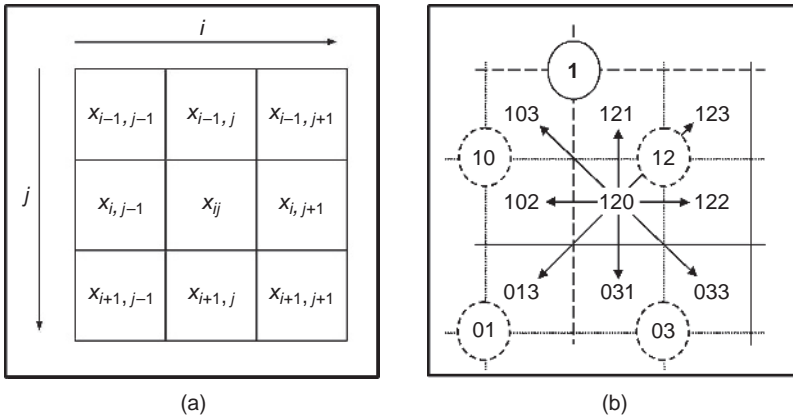 i
j
x_{i−1, j−1} x_{i−1, j} x_{i−1, j+1}
x_{i, j−1} x_{ij} x_{i, j+1}
x_{i+1, j−1} x_{i+1, j} x_{i+1, j+1}
(a)
1
103 121 123
10 12
102 120 122
013 031 033
01 03
(b)